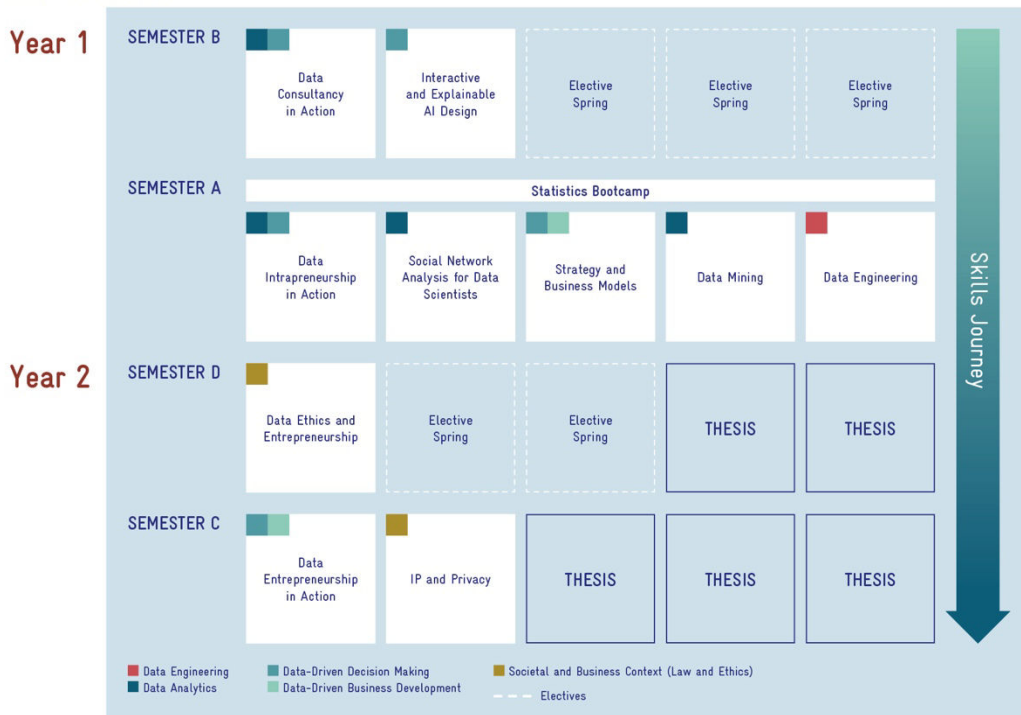 Year 1
SEMESTER B
Data
Consultancy
in Action
Interactive
and Explainable
AI Design
Elective
Spring
Elective
Spring
Elective
Spring
SEMESTER A
Statistics Bootcamp
Data
Intrapreneurship
in Action
Social Network
Analysis for Data
Scientists
Strategy and
Business Models
Data Mining
Data Engineering
Skills Journey
Year 2
SEMESTER D
Data Ethics and
Entrepreneurship
Elective
Spring
Elective
Spring
THESIS
THESIS
SEMESTER C
Data
Entrepreneurship
in Action
IP and Privacy
THESIS
THESIS
THESIS
Data Engineering
Data-Driven Decision Making
Societal and Business Context (Law and Ethics)
Data Analytics
Data-Driven Business Development
Electives